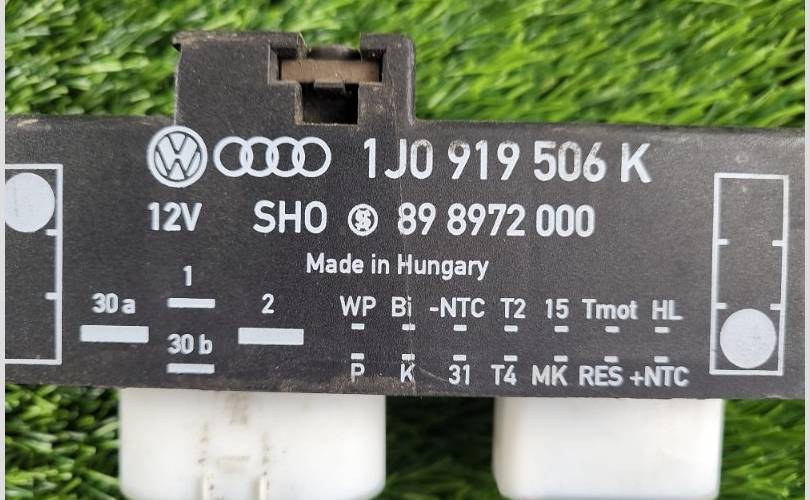 1J0 919 506 K
12V SHO 89 8972 000
Made in Hungary
1
30 a 2 WP Bi -NTC T2 15 Tmot HL
30 b
P K 31 T4 MK RES +NTC